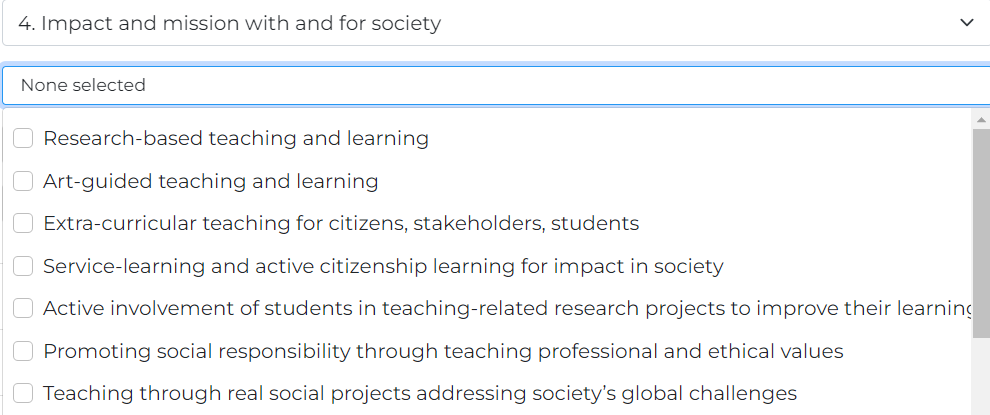 4. Impact and mission with and for society
None selected
Research-based teaching and learning
Art-guided teaching and learning
Extra-curricular teaching for citizens, stakeholders, students
Service-learning and active citizenship learning for impact in society
Active involvement of students in teaching-related research projects to improve their learning
Promoting social responsibility through teaching professional and ethical values
Teaching through real social projects addressing society’s global challenges